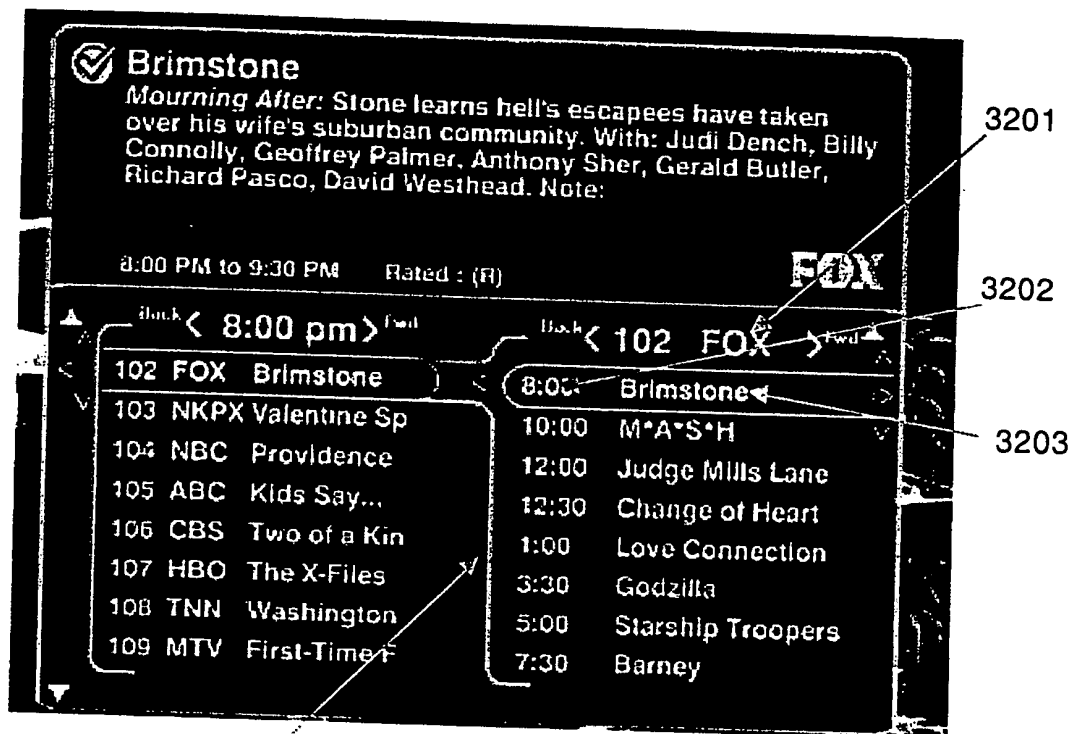 Brimstone
Mourning After: Stone learns hell's escapees have taken
over his wife's suburban community. With: Judi Dench, Billy
Connolly, Geoffrey Palmer, Anthony Sher, Gerald Butler,
Richard Pasco, David Westhead. Note:
8:00 PM to 9:30 PM Rated : (R)
FOX
Back < 8:00 pm > Fwd
102 FOX Brimstone
103 NKPX Valentine Sp
104 NBC Providence
105 ABC Kids Say...
106 CBS Two of a Kin
107 HBO The X-Files
108 TNN Washington
109 MTV First-Time F
Back < 102 FOX > Fwd
8:00 Brimstone
10:00 M*A*S*H
12:00 Judge Mills Lane
12:30 Change of Heart
1:00 Love Connection
3:30 Godzilla
5:00 Starship Troopers
7:30 Barney
3201
3202
3203